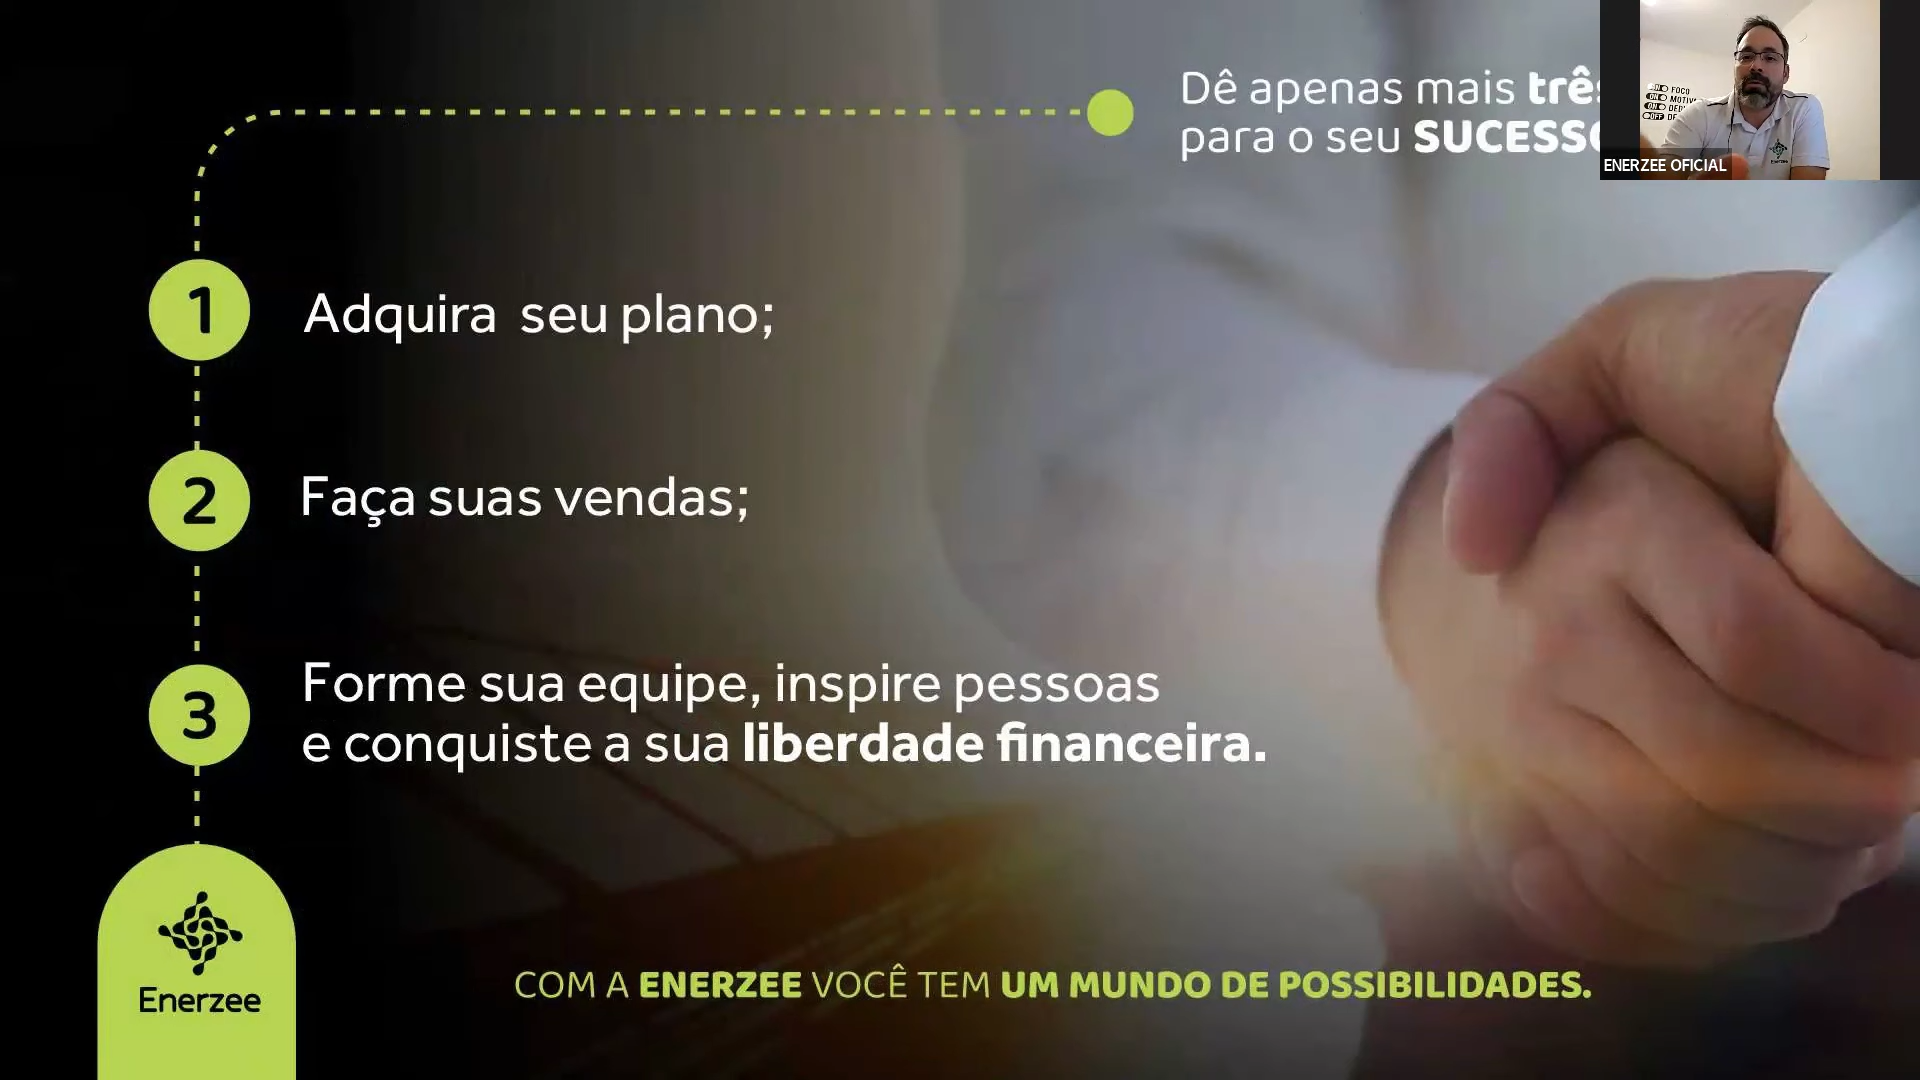 Dê apenas mais
para o seu
FOCO
ENERZEE OFICIAL
1
Adquira seu plano;
2
Faça suas vendas;
3
Forme sua equipe, inspire pessoas
e conquiste a sua liberdade financeira.
Enerzee
COM A ENERZEE VOCÊ TEM UM MUNDO DE POSSIBILIDADES.